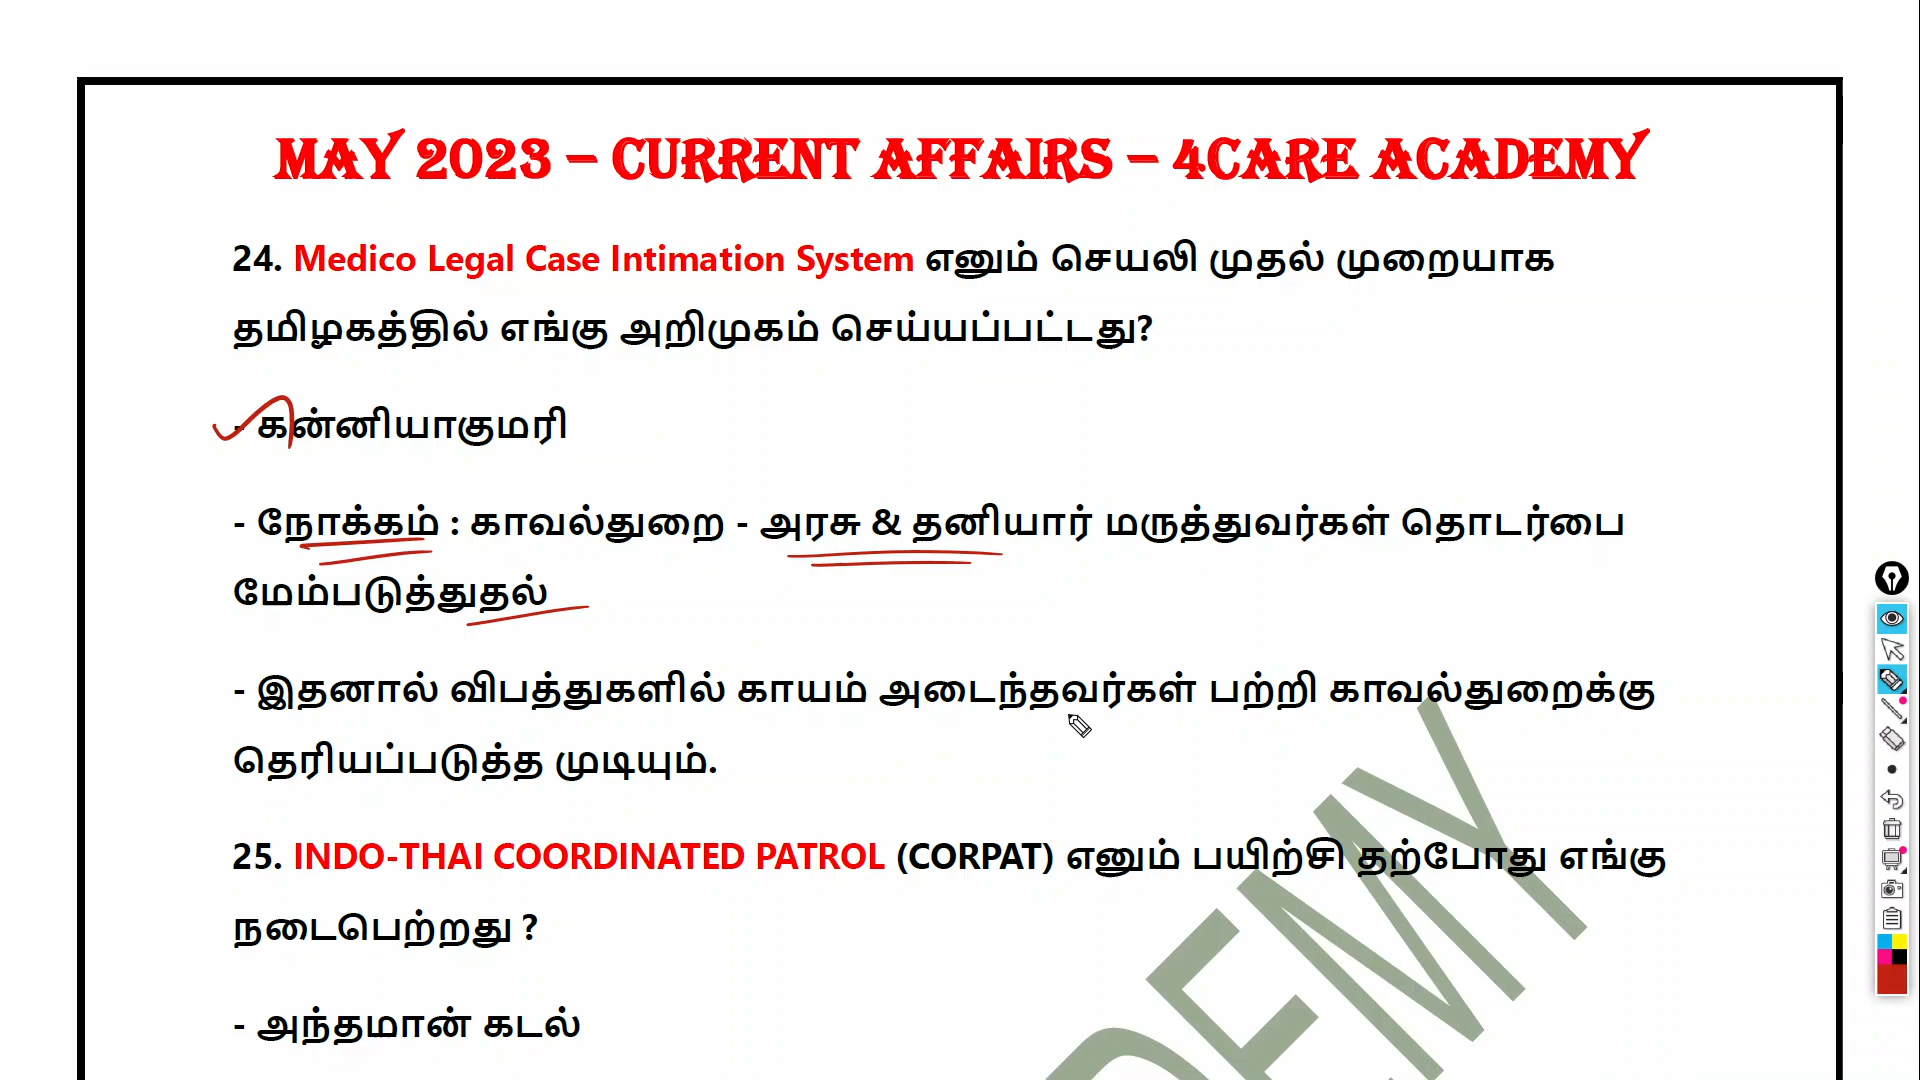 MAY 2023 – CURRENT AFFAIRS – 4CARE ACADEMY
24. Medico Legal Case Intimation System எனும் செயலி முதல் முறையாக
தமிழகத்தில் எங்கு அறிமுகம் செய்யப்பட்டது?
- கன்னியாகுமரி
- நோக்கம் : காவல்துறை - அரசு & தனியார் மருத்துவர்கள் தொடர்பை
மேம்படுத்துதல்
- இதனால் விபத்துகளில் காயம் அடைந்தவர்கள் பற்றி காவல்துறைக்கு
தெரியப்படுத்த முடியும்.
25. INDO-THAI COORDINATED PATROL (CORPAT) எனும் பயிற்சி தற்போது எங்கு
நடைபெற்றது ?
- அந்தமான் கடல்
DEMY